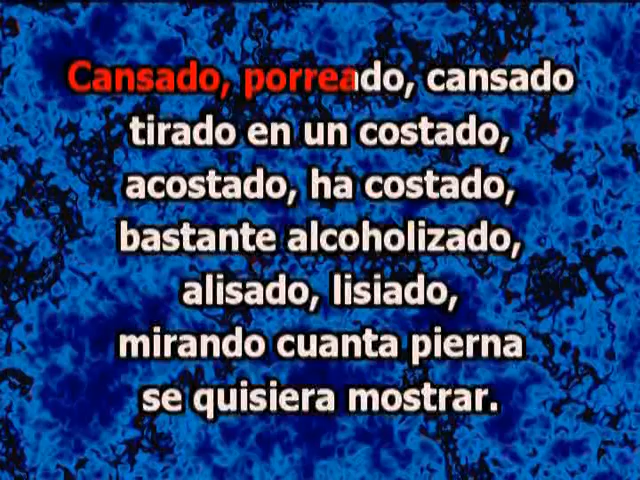 Cansado, porreado, cansado
tirado en un costado,
acostado, ha costado,
bastante alcoholizado,
alisado, lisiado,
mirando cuanta pierna
se quisiera mostrar.